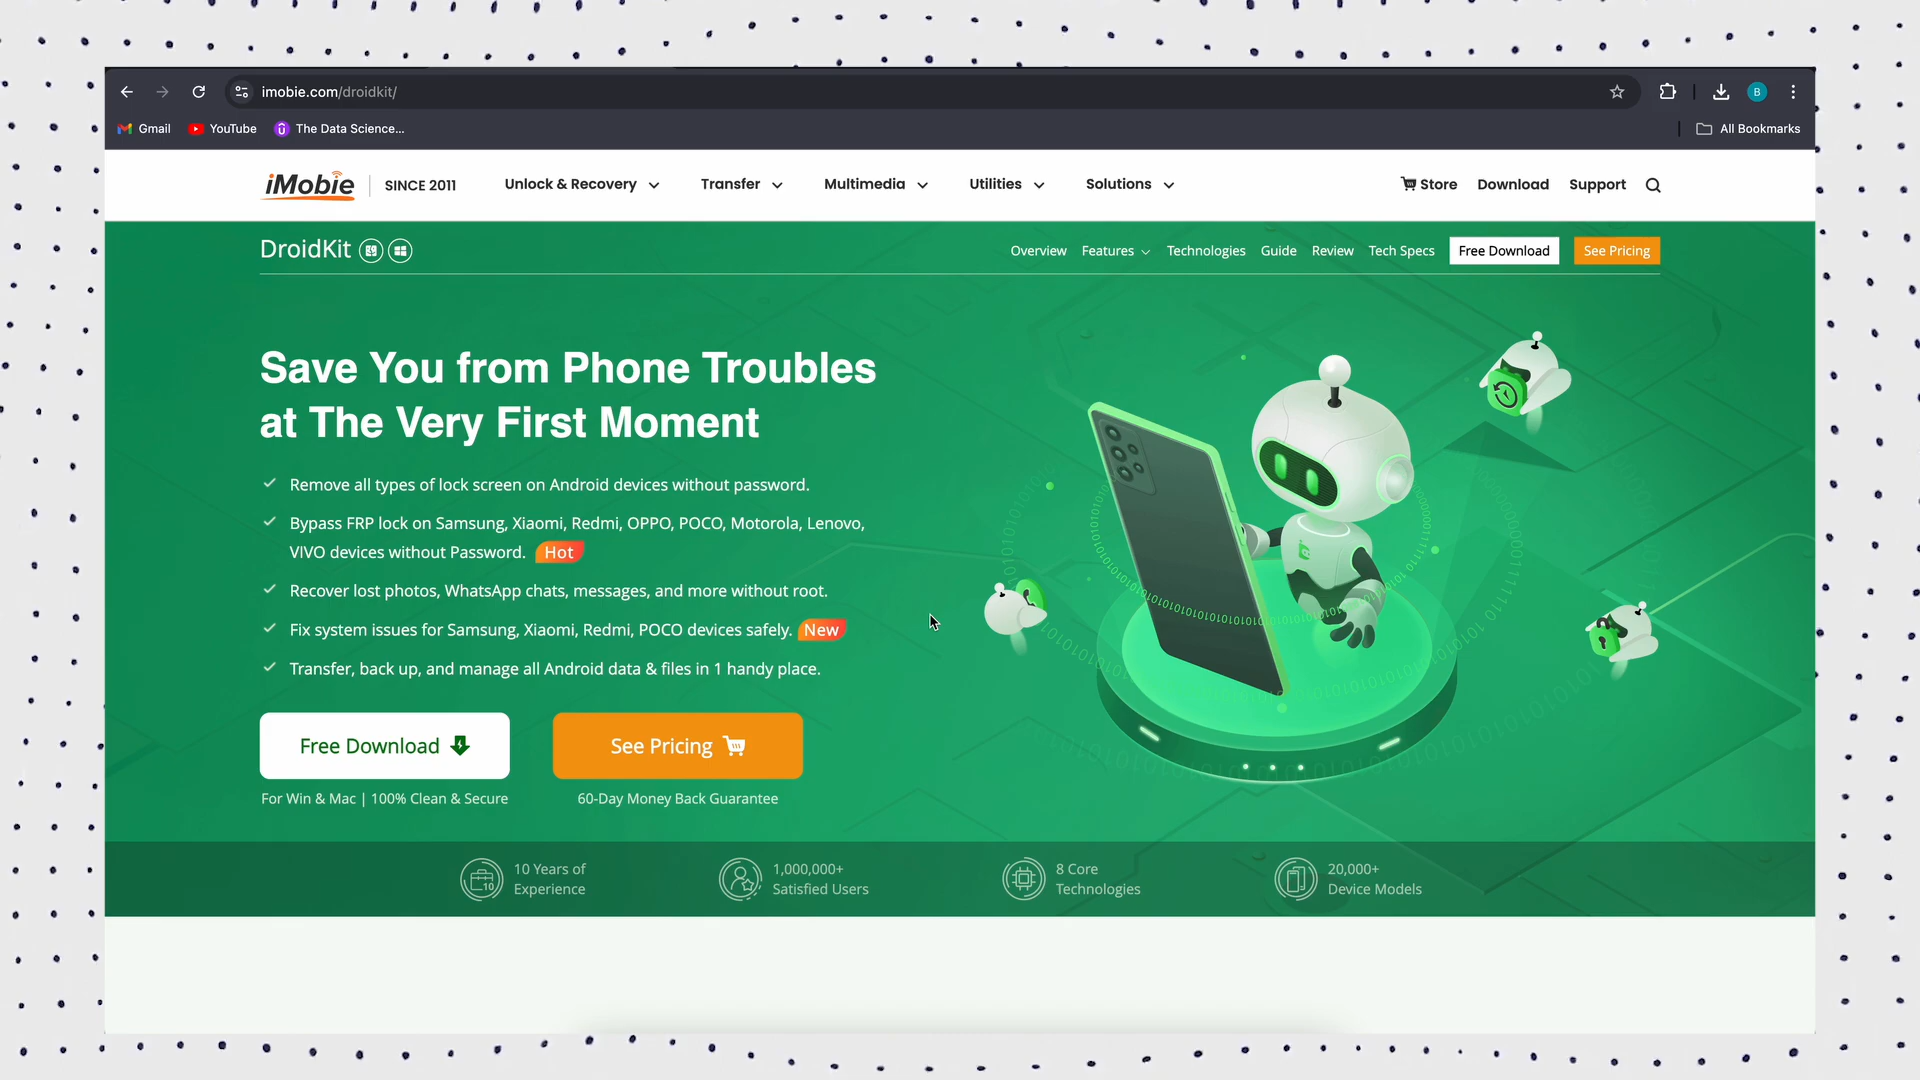 imobie.com/droidkit/
B
Gmail YouTube The Data Science...
All Bookmarks
iMobie SINCE 2011 Unlock & Recovery Transfer Multimedia Utilities Solutions Store Download Support
DroidKit Overview Features Technologies Guide Review Tech Specs Free Download See Pricing
Save You from Phone Troubles
at The Very First Moment
Remove all types of lock screen on Android devices without password.
Bypass FRP lock on Samsung, Xiaomi, Redmi, OPPO, POCO, Motorola, Lenovo,
VIVO devices without Password. Hot
Recover lost photos, WhatsApp chats, messages, and more without root.
Fix system issues for Samsung, Xiaomi, Redmi, POCO devices safely. New
Transfer, back up, and manage all Android data & files in 1 handy place.
Free Download See Pricing
For Win & Mac | 100% Clean & Secure 60-Day Money Back Guarantee
10 Years of
Experience
1,000,000+
Satisfied Users
8 Core
Technologies
20,000+
Device Models